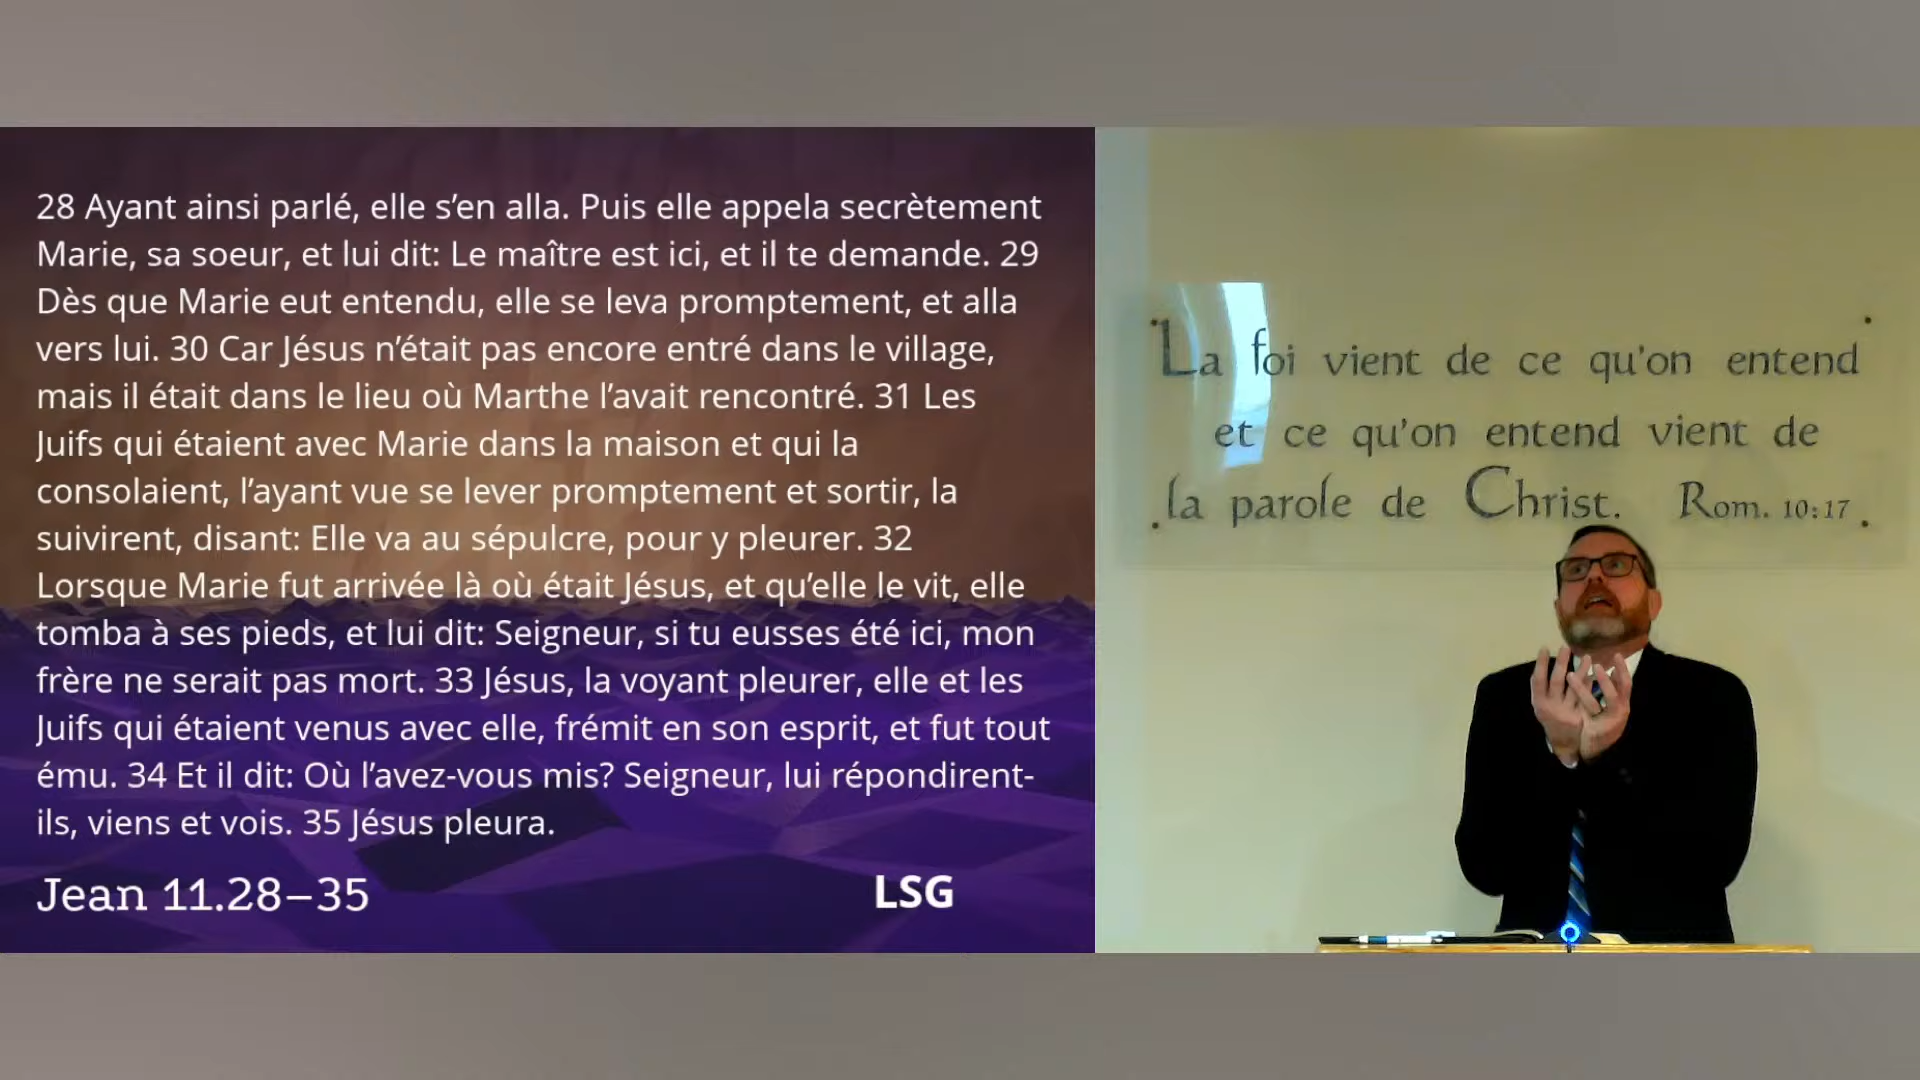 28 Ayant ainsi parlé, elle s’en alla. Puis elle appela secrètement
Marie, sa soeur, et lui dit: Le maître est ici, et il te demande. 29
Dès que Marie eut entendu, elle se leva promptement, et alla
vers lui. 30 Car Jésus n’était pas encore entré dans le village,
mais il était dans le lieu où Marthe l’avait rencontré. 31 Les
Juifs qui étaient avec Marie dans la maison et qui la
consolaient, l’ayant vue se lever promptement et sortir, la
suivirent, disant: Elle va au sépulcre, pour y pleurer. 32
Lorsque Marie fut arrivée là où était Jésus, et qu’elle le vit, elle
tomba à ses pieds, et lui dit: Seigneur, si tu eusses été ici, mon
frère ne serait pas mort. 33 Jésus, la voyant pleurer, elle et les
Juifs qui étaient venus avec elle, frémit en son esprit, et fut tout
ému. 34 Et il dit: Où l’avez-vous mis? Seigneur, lui répondirent-
ils, viens et vois. 35 Jésus pleura.
Jean 11.28–35
LSG
La foi vient de ce qu'on entend
et ce qu'on entend vient de
la parole de Christ. Rom. 10:17